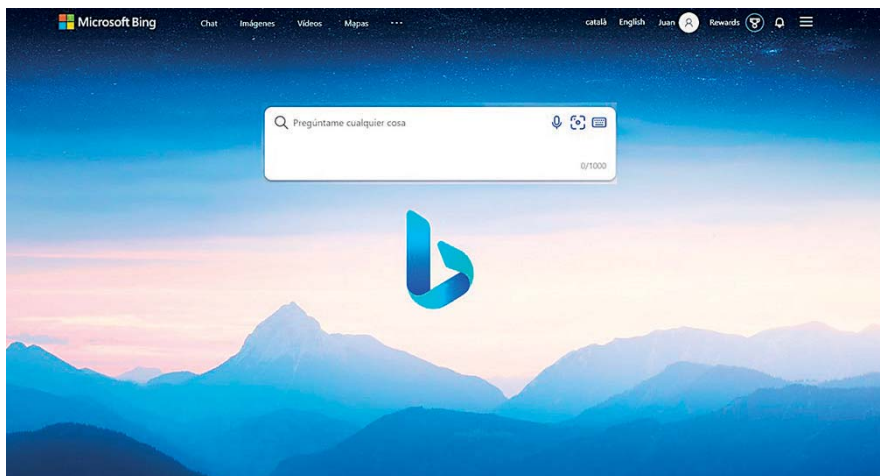 Microsoft Bing Chat Imágenes Vídeos Mapas ··· català English Juan Rewards
Pregúntame cualquier cosa
0/1000